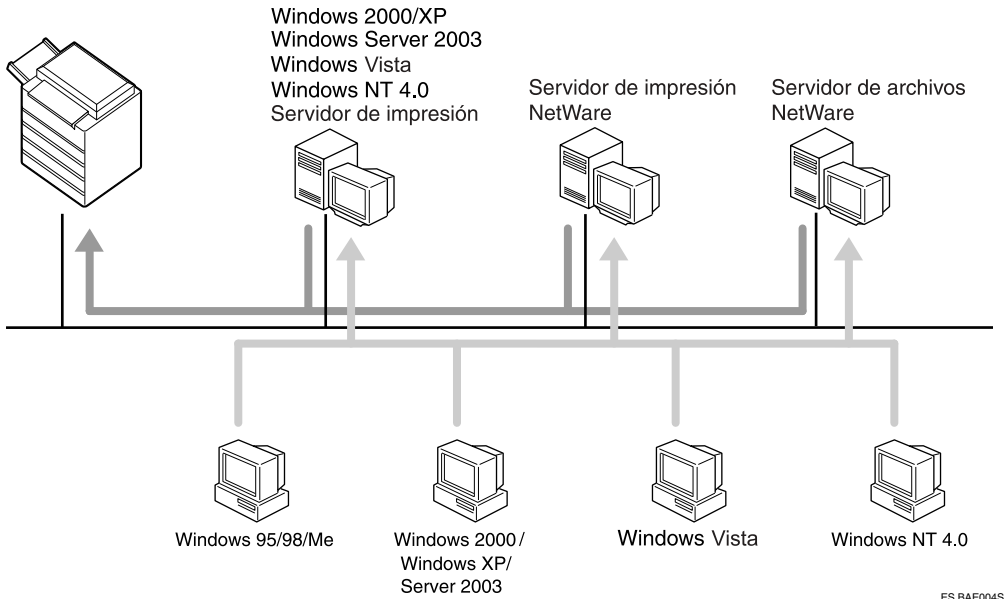 Windows 2000/XP
Windows Server 2003
Windows Vista
Windows NT 4.0
Servidor de impresión
Servidor de impresión
NetWare
Servidor de archivos
NetWare
Windows 95/98/Me
Windows 2000/
Windows XP/
Server 2003
Windows Vista
Windows NT 4.0
ES BAE004S